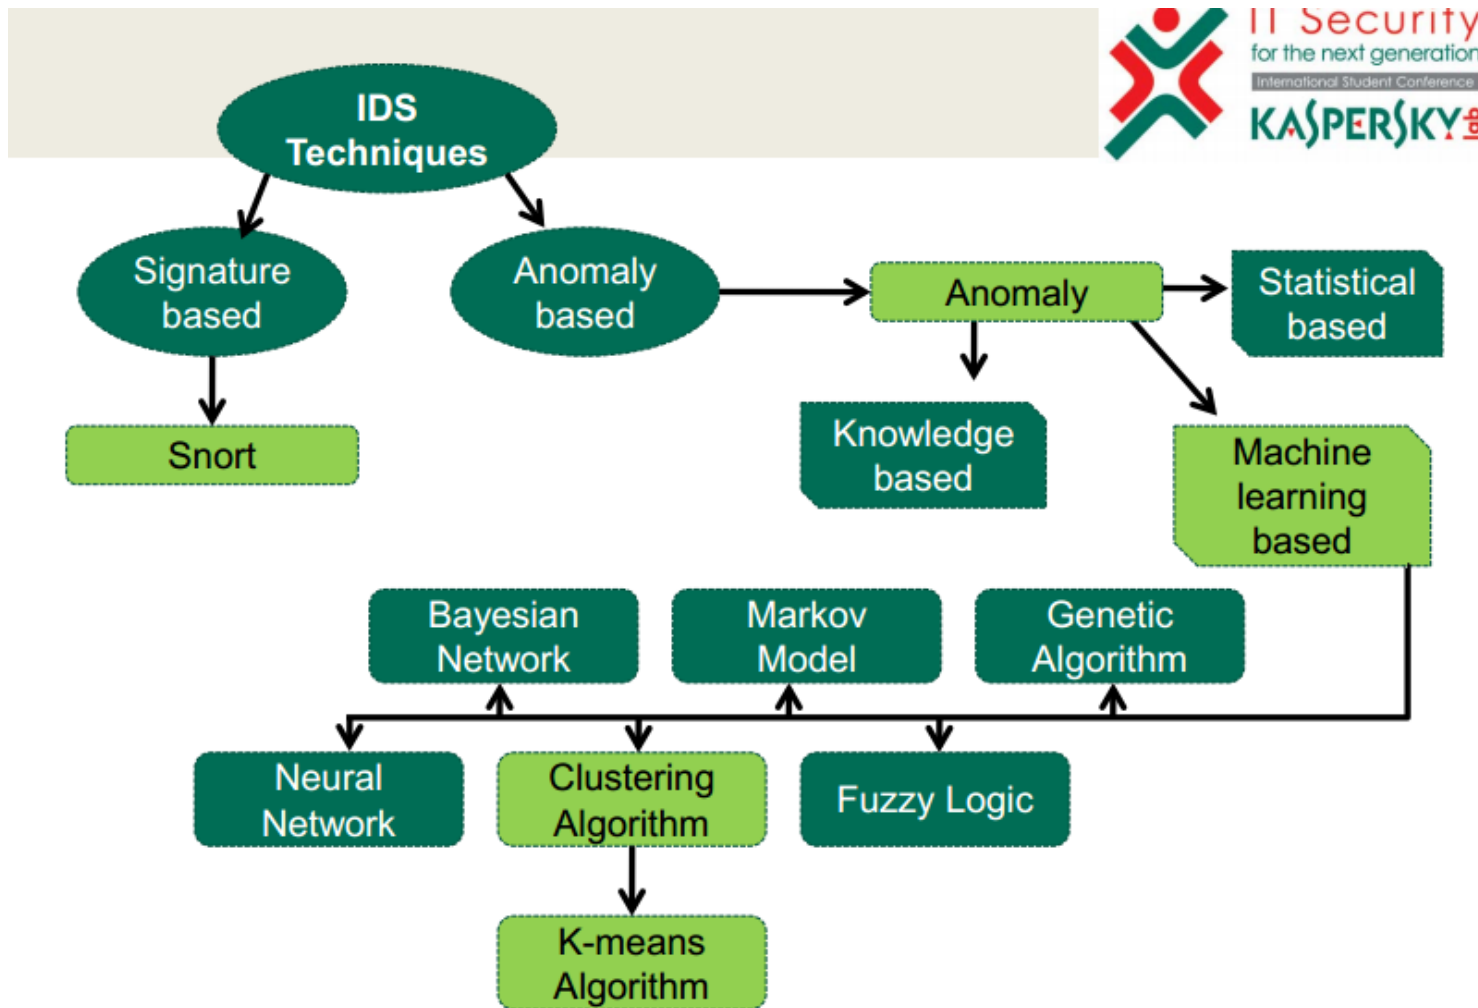 IT Security
for the next generation
International Student Conference
KASPERSKY lab
IDS
Techniques
Signature
based
Anomaly
based
Anomaly
Statistical
based
Snort
Knowledge
based
Machine
learning
based
Bayesian
Network
Markov
Model
Genetic
Algorithm
Neural
Network
Clustering
Algorithm
Fuzzy Logic
K-means
Algorithm